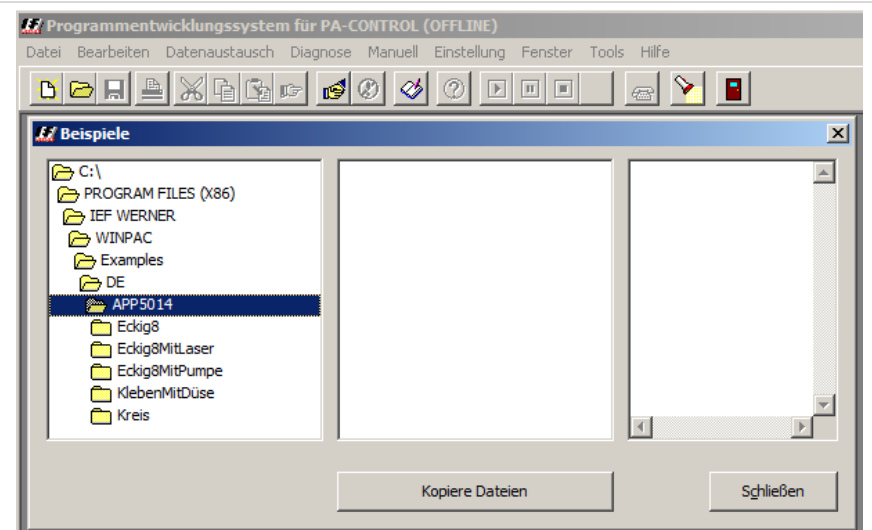 Programmentwicklungssystem für PA-CONTROL (OFFLINE)
Datei Bearbeiten Datenaustausch Diagnose Manuell Einstellung Fenster Tools Hilfe
Beispiele
C:\
PROGRAM FILES (X86)
IEF WERNER
WINPAC
Examples
DE
APP5014
Eckig8
Eckig8MitLaser
Eckig8MitPumpe
KlebenMitDüse
Kreis
Kopiere Dateien
Schließen